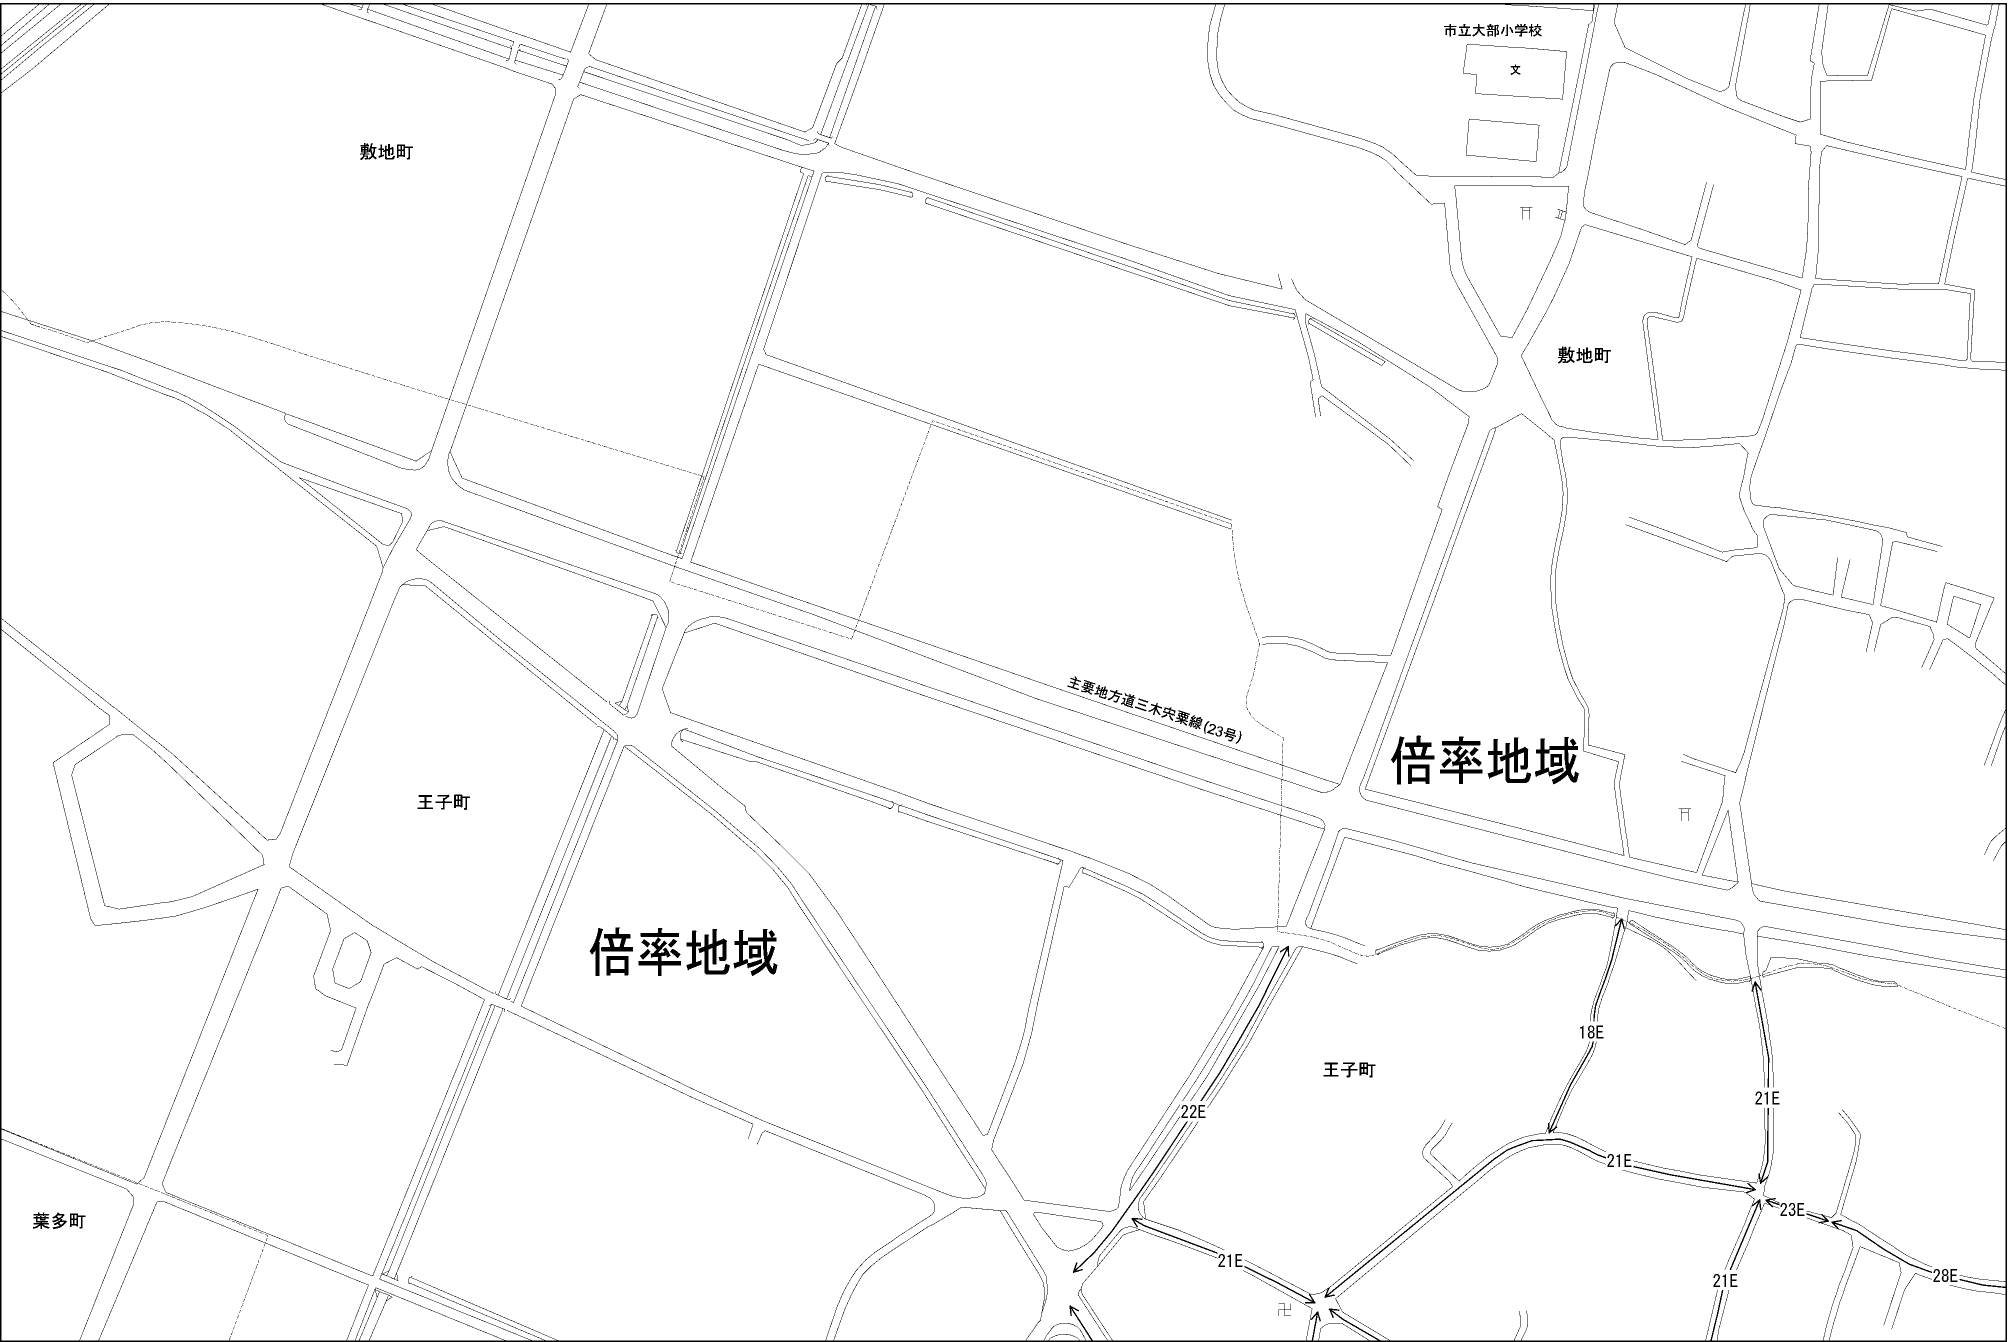 市立大部小学校
文
敷地町
敷地町
主要地方道三木宍粟線(23号)
倍率地域
王子町
倍率地域
18E
王子町
21E
22E
21E
葉多町
23E
21E
21E
28E
卍